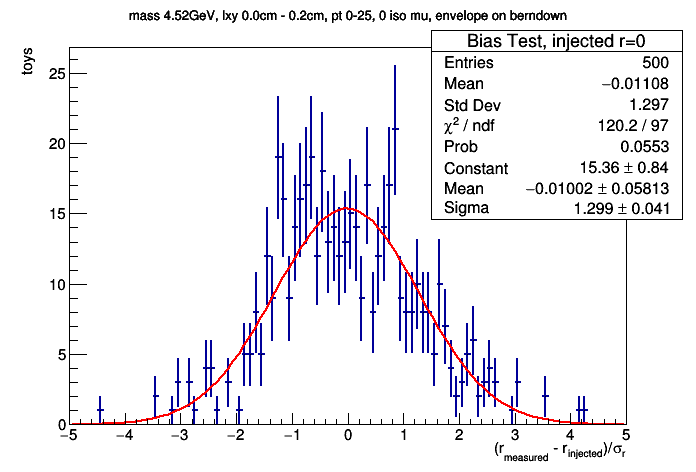 mass 4.52GeV, lxy 0.0cm - 0.2cm, pt 0-25, 0 iso mu, envelope on berndown
toys
Bias Test, injected r=0
Entries 500
Mean −0.01108
Std Dev 1.297
χ² / ndf 120.2 / 97
Prob 0.0553
Constant 15.36 ± 0.84
Mean −0.01002 ± 0.05813
Sigma 1.299 ± 0.041
25
20
15
10
5
0
−5 −4 −3 −2 −1 0 1 2 3 4 5
(r_measured - r_injected)/σ_r